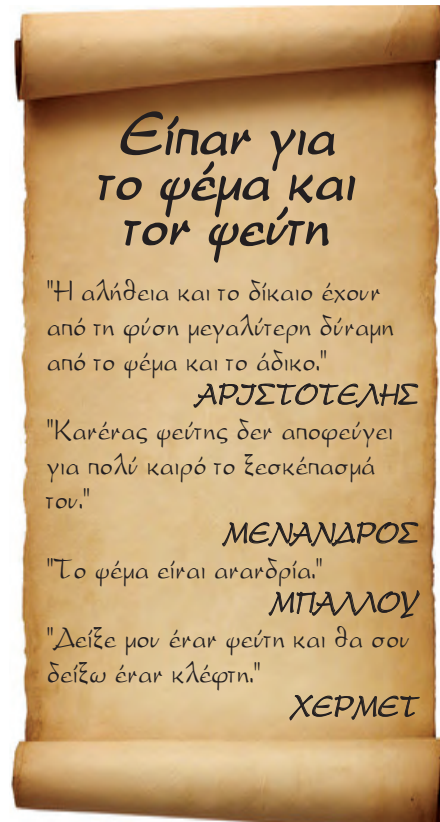 Είπαν για
το ψέμα και
τον ψεύτη
"Η αλήθεια και το δίκαιο έχουν
από τη φύση μεγαλύτερη δύναμη
από το ψέμα και το άδικο."
ΑΡΙΣΤΟΤΕΛΗΣ
"Κανένας ψεύτης δεν αποφεύγει
για πολύ καιρό το ξεσκέπασμά
του."
ΜΕΝΑΝΔΡΟΣ
"Το ψέμα είναι ανανδρία."
ΜΠΑΛΛΟΥ
"Δείξε μου έναν ψεύτη και θα σου
δείξω έναν κλέφτη."
ΧΕΡΜΕΤ